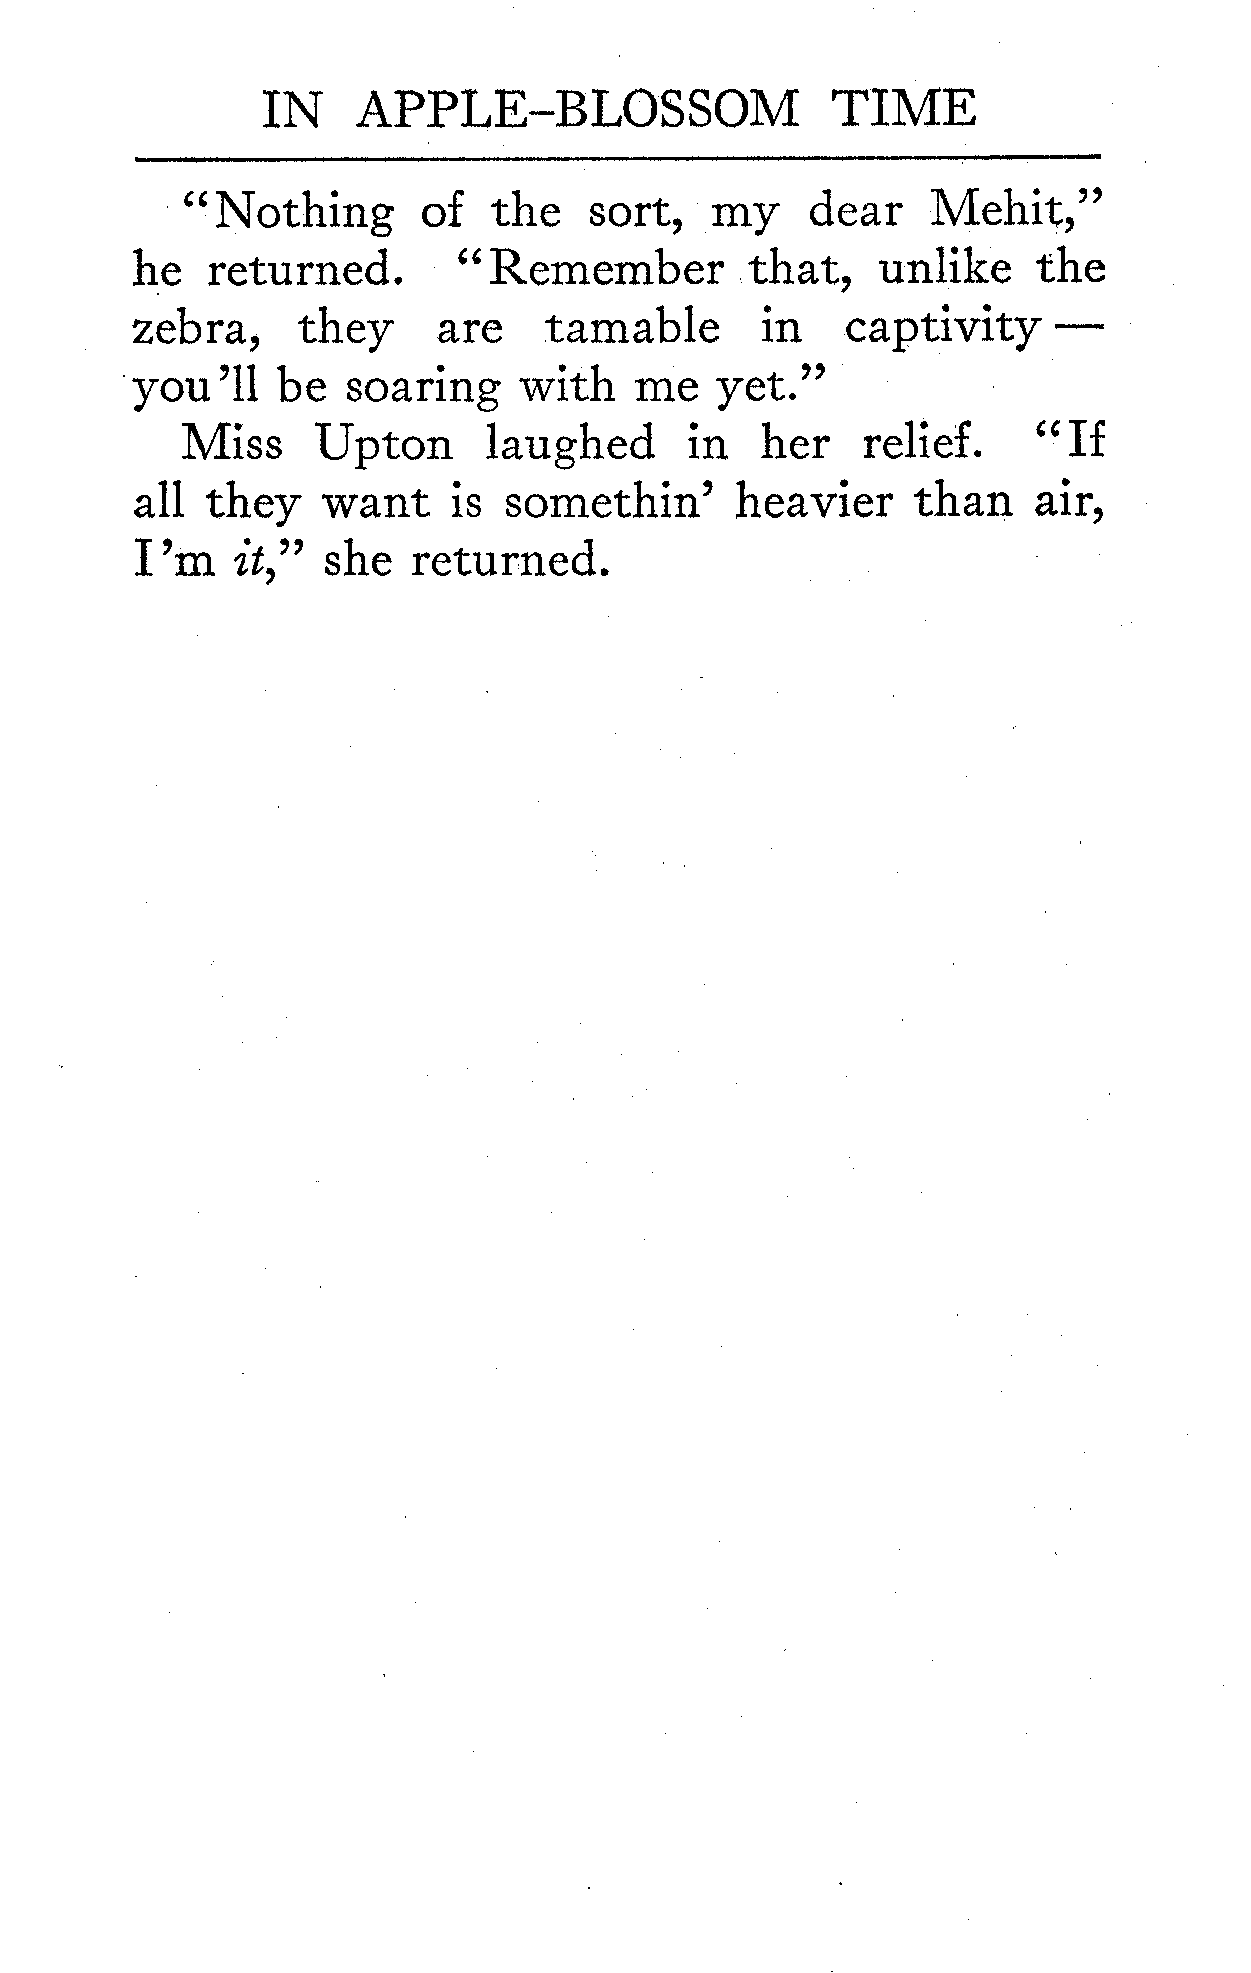 IN APPLE-BLOSSOM TIME
“Nothing of the sort, my dear Mehit,”
he returned. “Remember that, unlike the
zebra, they are tamable in captivity —
you’ll be soaring with me yet.”
Miss Upton laughed in her relief. “If
all they want is somethin’ heavier than air,
I’m it,” she returned.